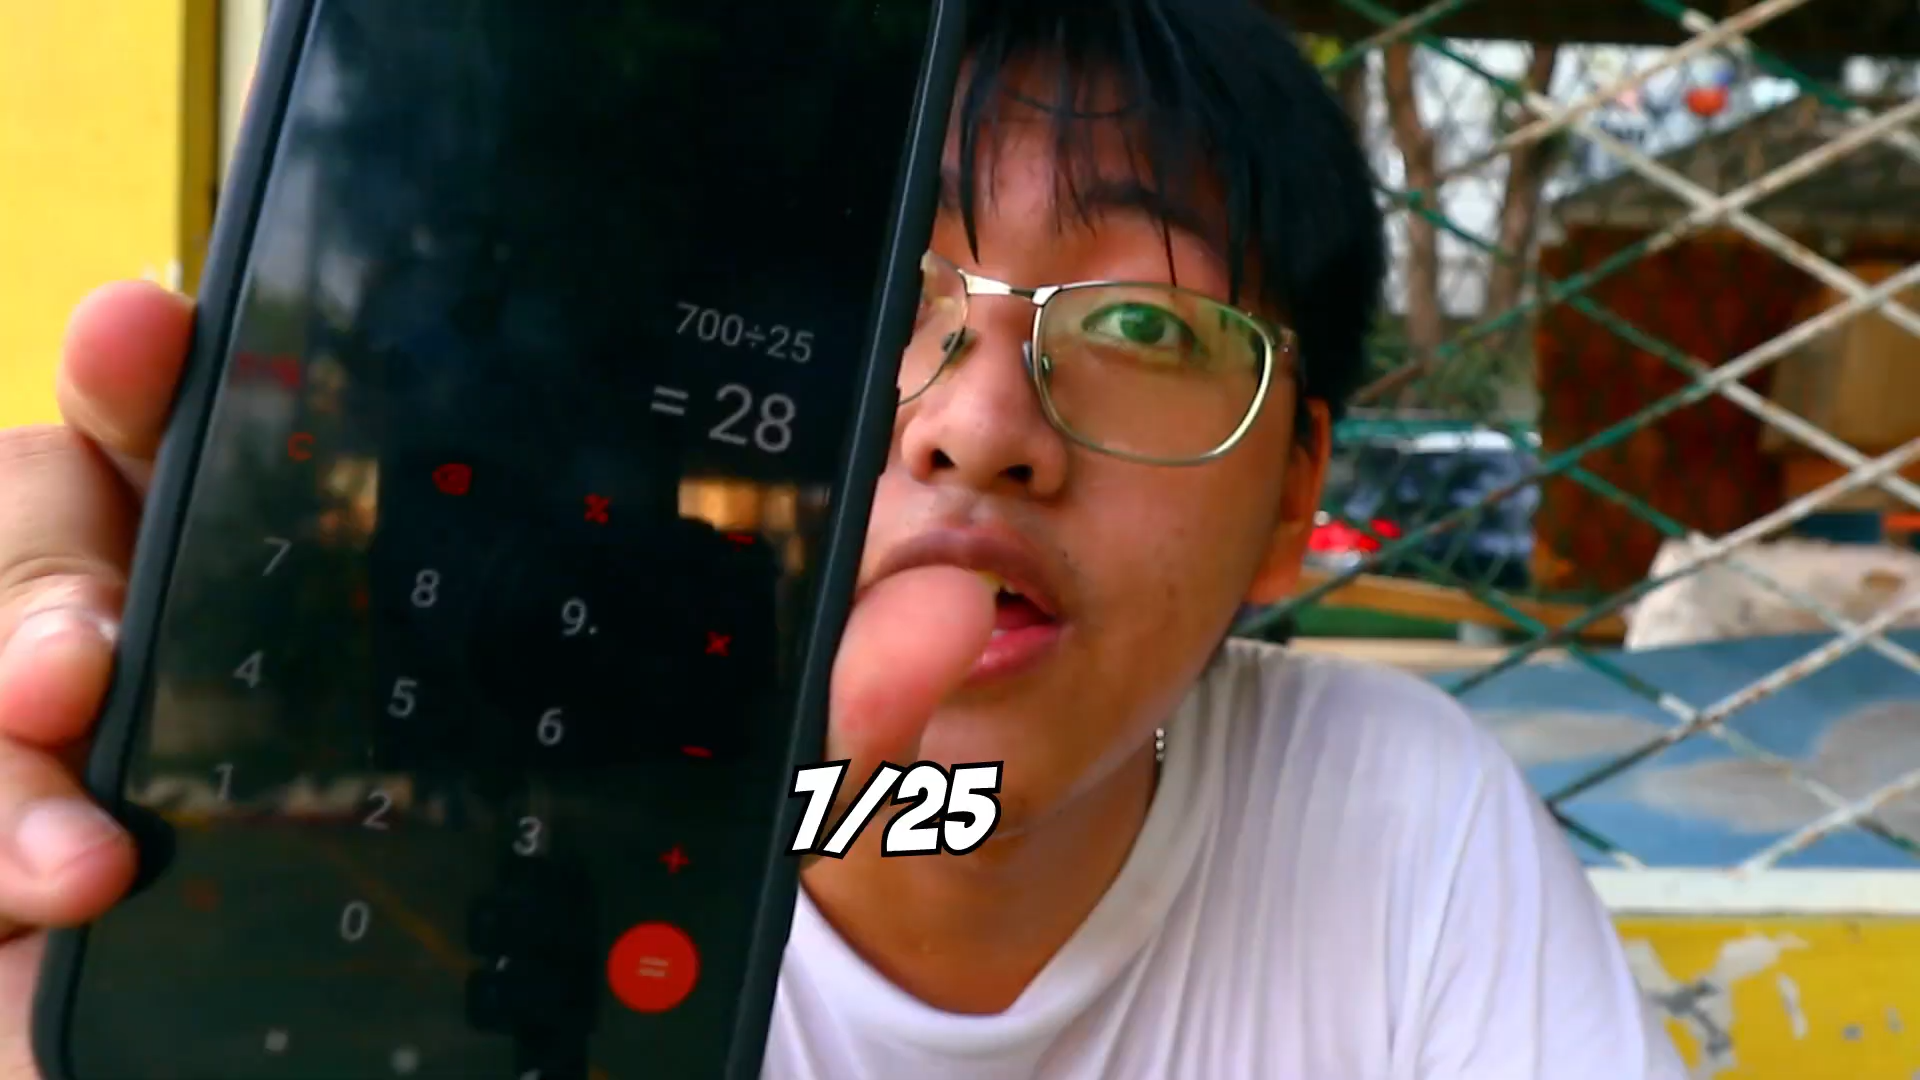 700÷25
= 28
C % ÷
7 8 9. ×
4 5 6 −
1 2 3 +
0 , =
7/25